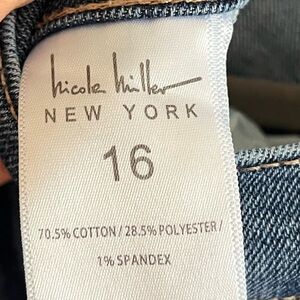 nicole miller
NEW YORK
16
70.5% COTTON / 28.5% POLYESTER /
1% SPANDEX